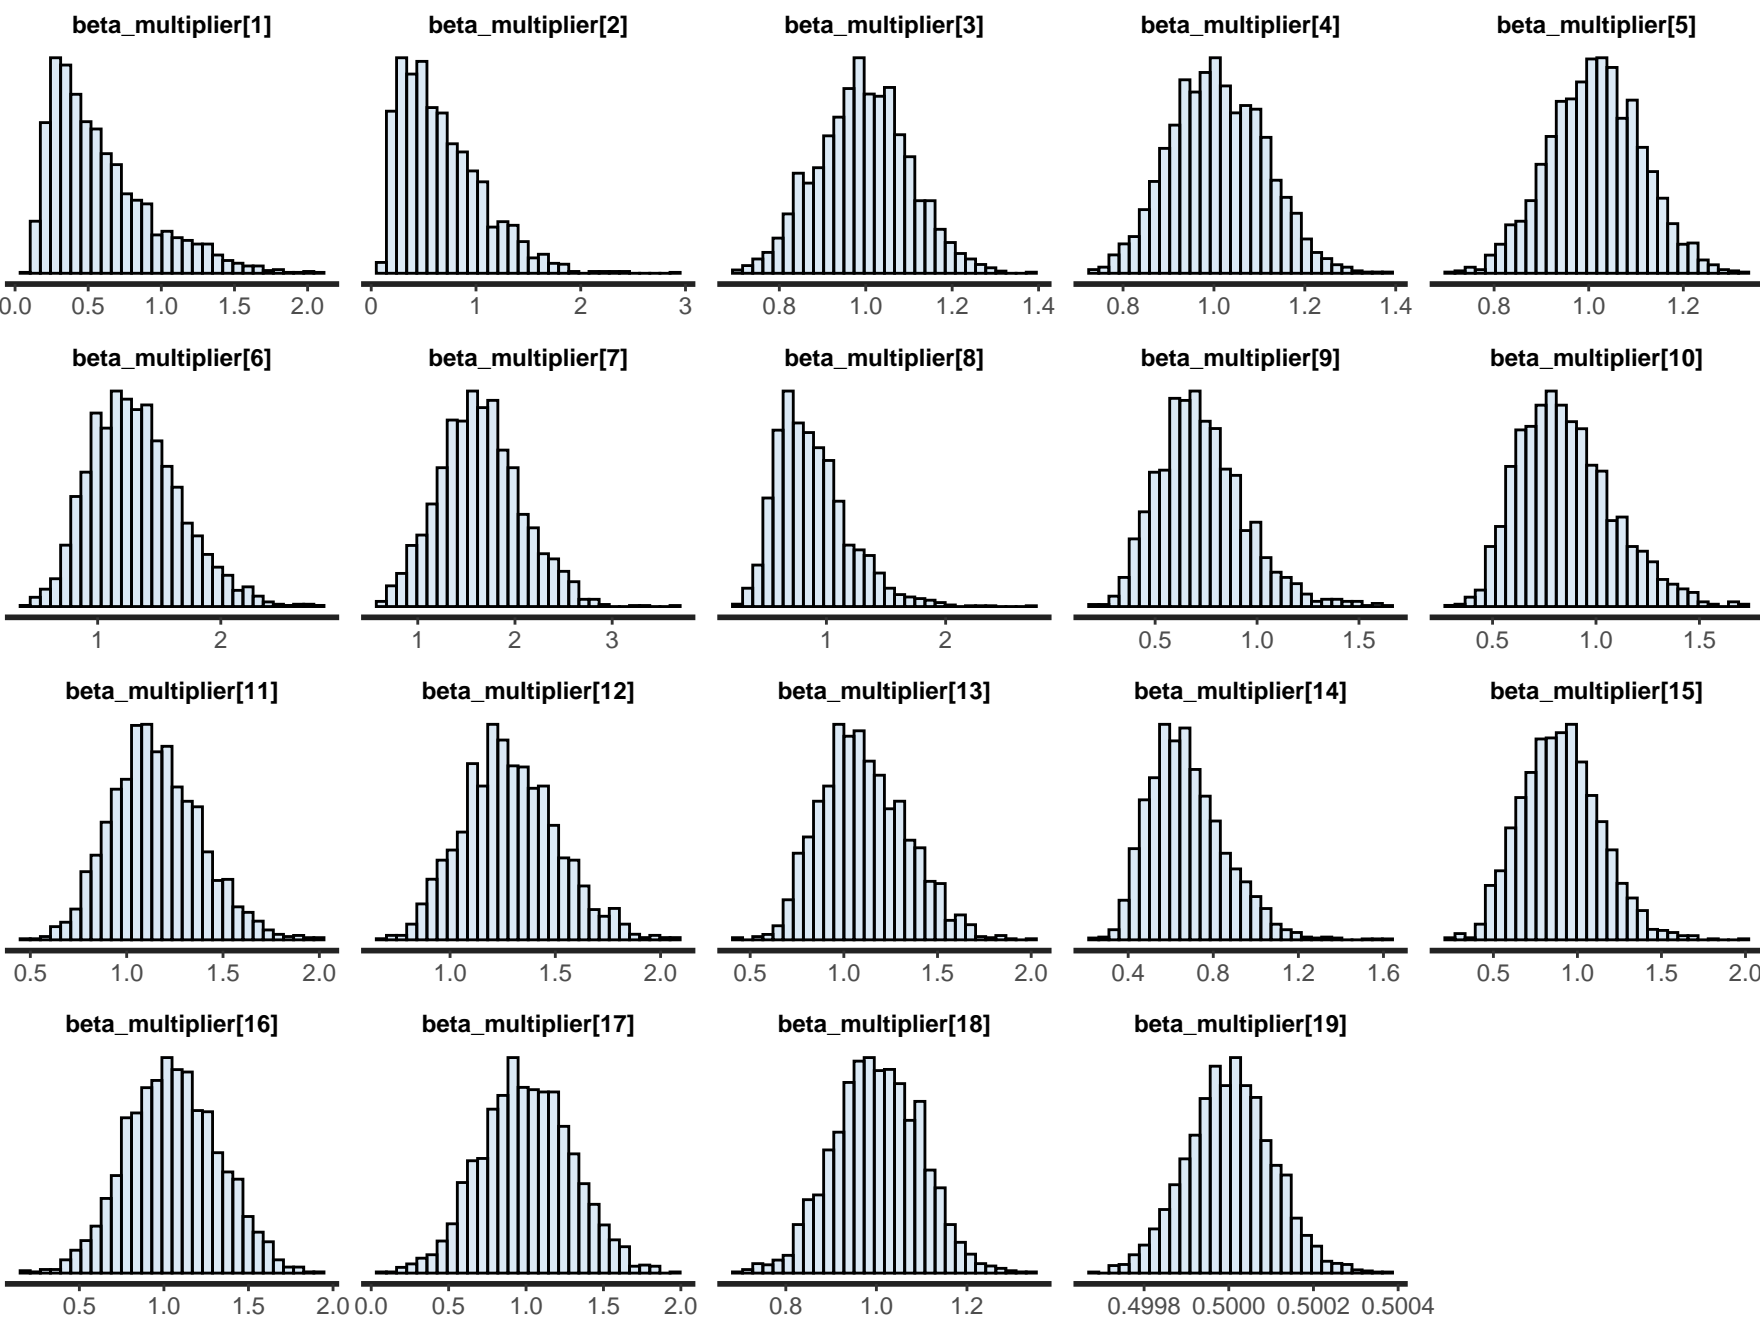 beta_multiplier[1] beta_multiplier[2] beta_multiplier[3] beta_multiplier[4] beta_multiplier[5]
0.0 0.5 1.0 1.5 2.0 0 1 2 3 0.8 1.0 1.2 1.4 0.8 1.0 1.2 1.4 0.8 1.0 1.2
beta_multiplier[6] beta_multiplier[7] beta_multiplier[8] beta_multiplier[9] beta_multiplier[10]
1 2 1 2 3 1 2 0.5 1.0 1.5 0.5 1.0 1.5
beta_multiplier[11] beta_multiplier[12] beta_multiplier[13] beta_multiplier[14] beta_multiplier[15]
0.5 1.0 1.5 2.0 1.0 1.5 2.0 0.5 1.0 1.5 2.0 0.4 0.8 1.2 1.6 0.5 1.0 1.5 2.0
beta_multiplier[16] beta_multiplier[17] beta_multiplier[18] beta_multiplier[19]
0.5 1.0 1.5 2.0 0.0 0.5 1.0 1.5 2.0 0.8 1.0 1.2 0.4998 0.5000 0.5002 0.5004